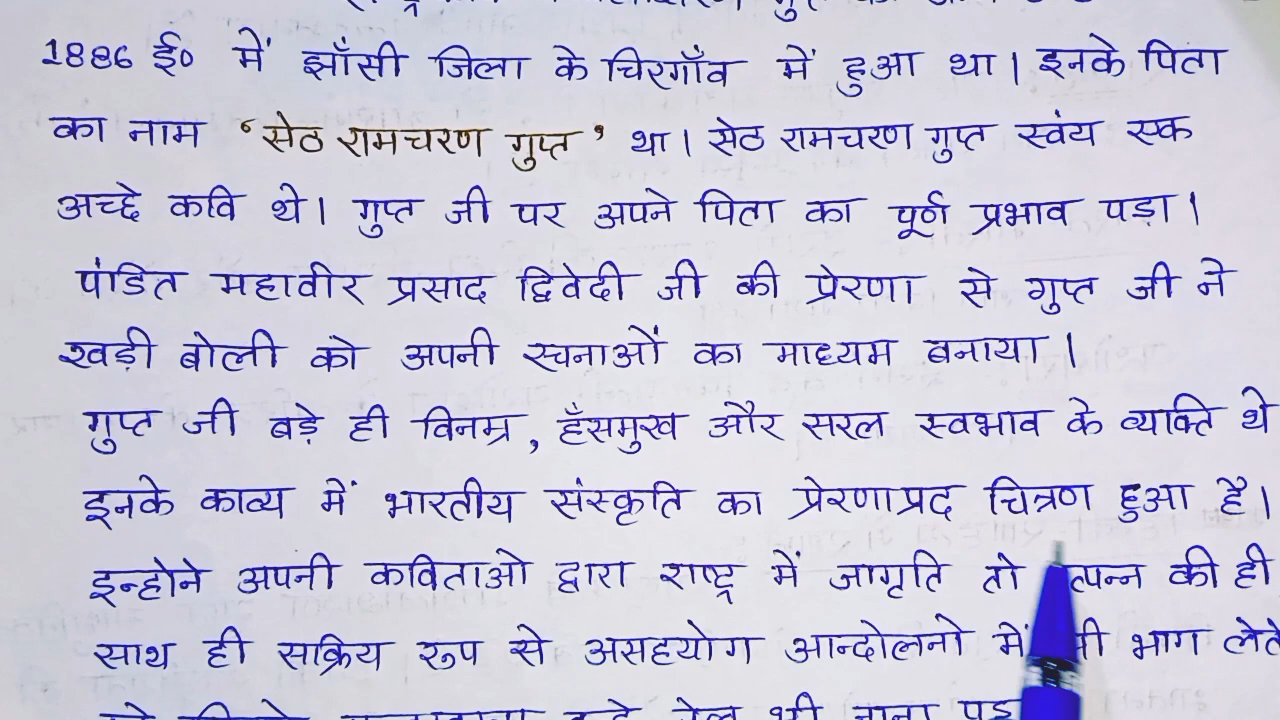 1886 ई० में झाँसी जिला के चिरगाँव में हुआ था। इनके पिता
का नाम ‘सेठ रामचरण गुप्त’ था। सेठ रामचरण गुप्त स्वंय एक
अच्छे कवि थे। गुप्त जी पर अपने पिता का पूर्ण प्रभाव पड़ा।
पंडित महावीर प्रसाद द्विवेदी जी की प्रेरणा से गुप्त जी ने
खड़ी बोली को अपनी रचनाओं का माध्यम बनाया।
गुप्त जी बड़े ही विनम्र, हँसमुख और सरल स्वभाव के व्यक्ति थे
इनके काव्य में भारतीय संस्कृति का प्रेरणाप्रद चित्रण हुआ है।
इन्होने अपनी कविताओ द्वारा राष्ट्र में जागृति तो त्पन्न की ही
साथ ही सक्रिय रूप से असहयोग आन्दोलनो में भाग लेते